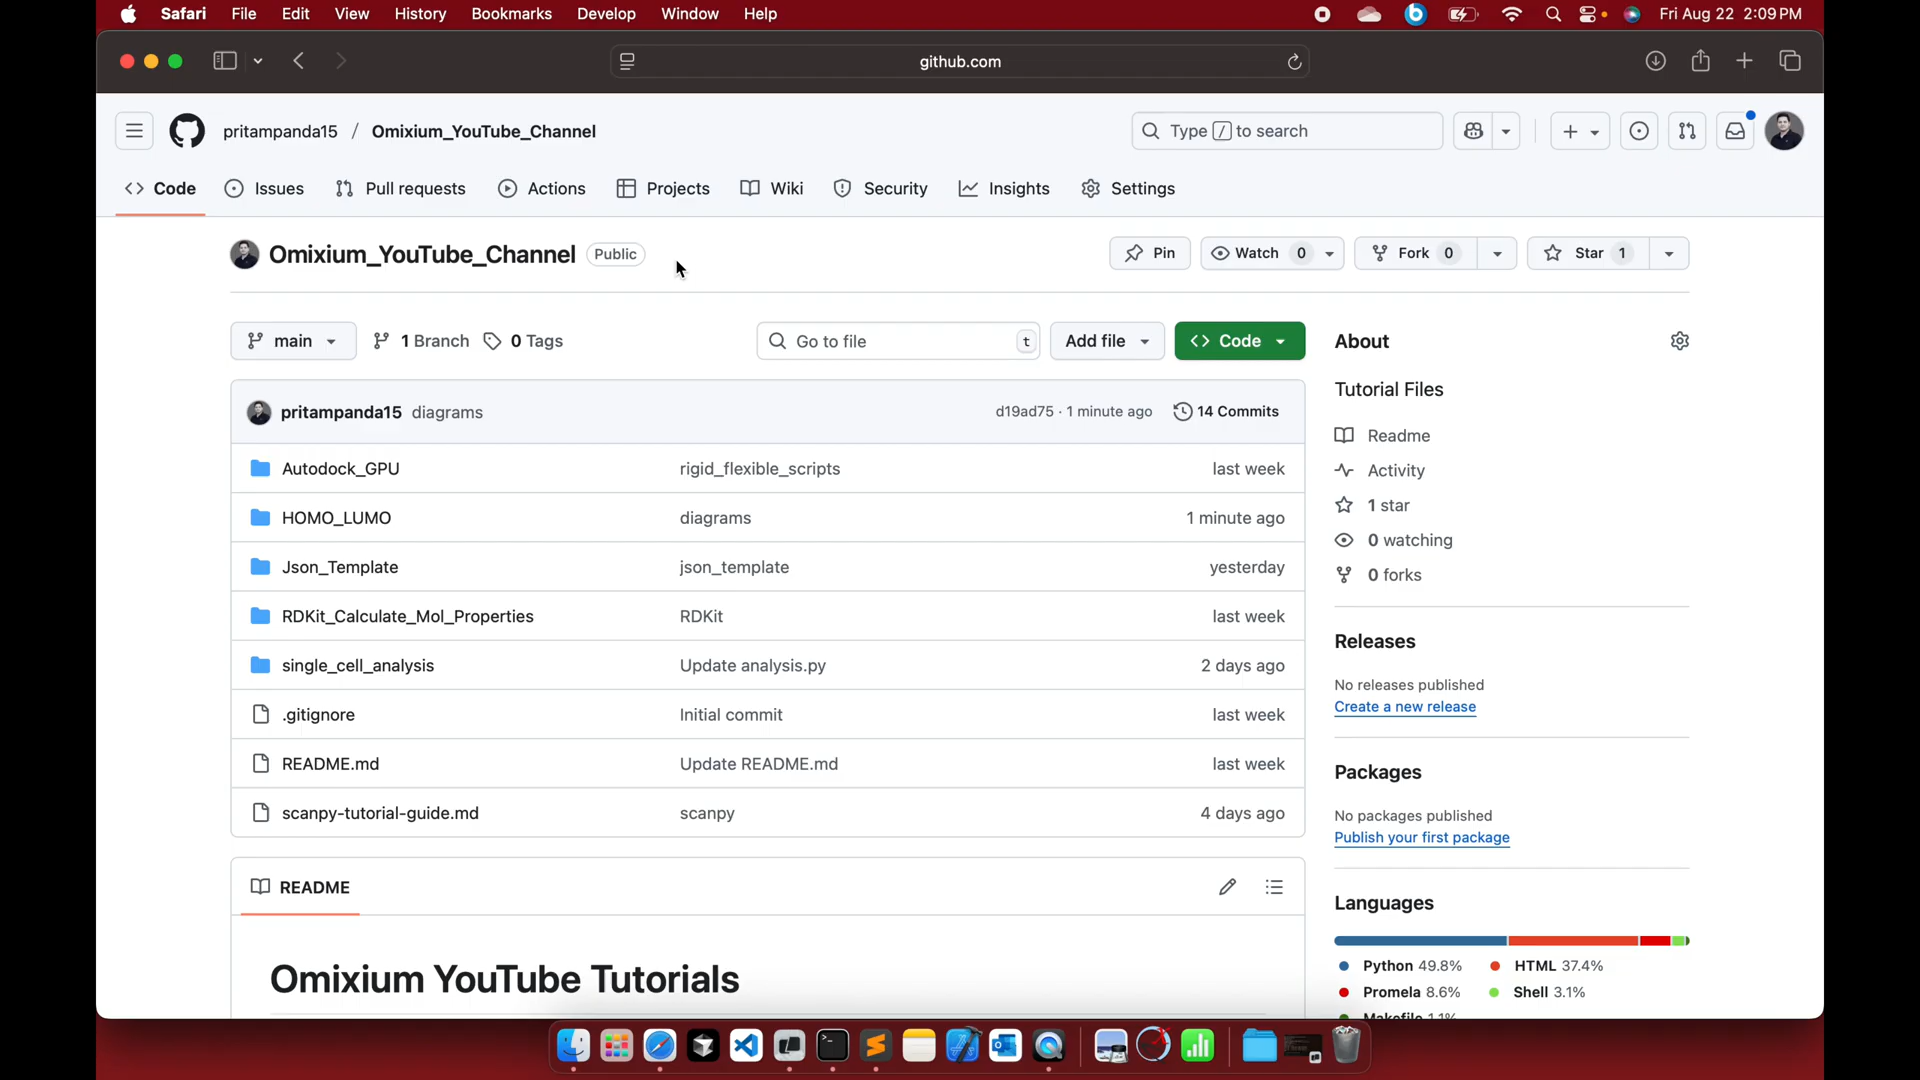 Safari File Edit View History Bookmarks Develop Window Help Fri Aug 22 2:09 PM
github.com
pritampanda15 / Omixium_YouTube_Channel Type / to search
Code Issues Pull requests Actions Projects Wiki Security Insights Settings
Omixium_YouTube_Channel Public Pin Watch 0 Fork 0 Star 1
main 1 Branch 0 Tags Go to file t Add file Code
pritampanda15 diagrams d19ad75 · 1 minute ago 14 Commits
Autodock_GPU rigid_flexible_scripts last week
HOMO_LUMO diagrams 1 minute ago
Json_Template json_template yesterday
RDKit_Calculate_Mol_Properties RDKit last week
single_cell_analysis Update analysis.py 2 days ago
.gitignore Initial commit last week
README.md Update README.md last week
scanpy-tutorial-guide.md scanpy 4 days ago
README
Omixium YouTube Tutorials
About
Tutorial Files
Readme
Activity
1 star
0 watching
0 forks
Releases
No releases published
Create a new release
Packages
No packages published
Publish your first package
Languages
Python 49.8% HTML 37.4%
Promela 8.6% Shell 3.1%
Makefile 1.1%